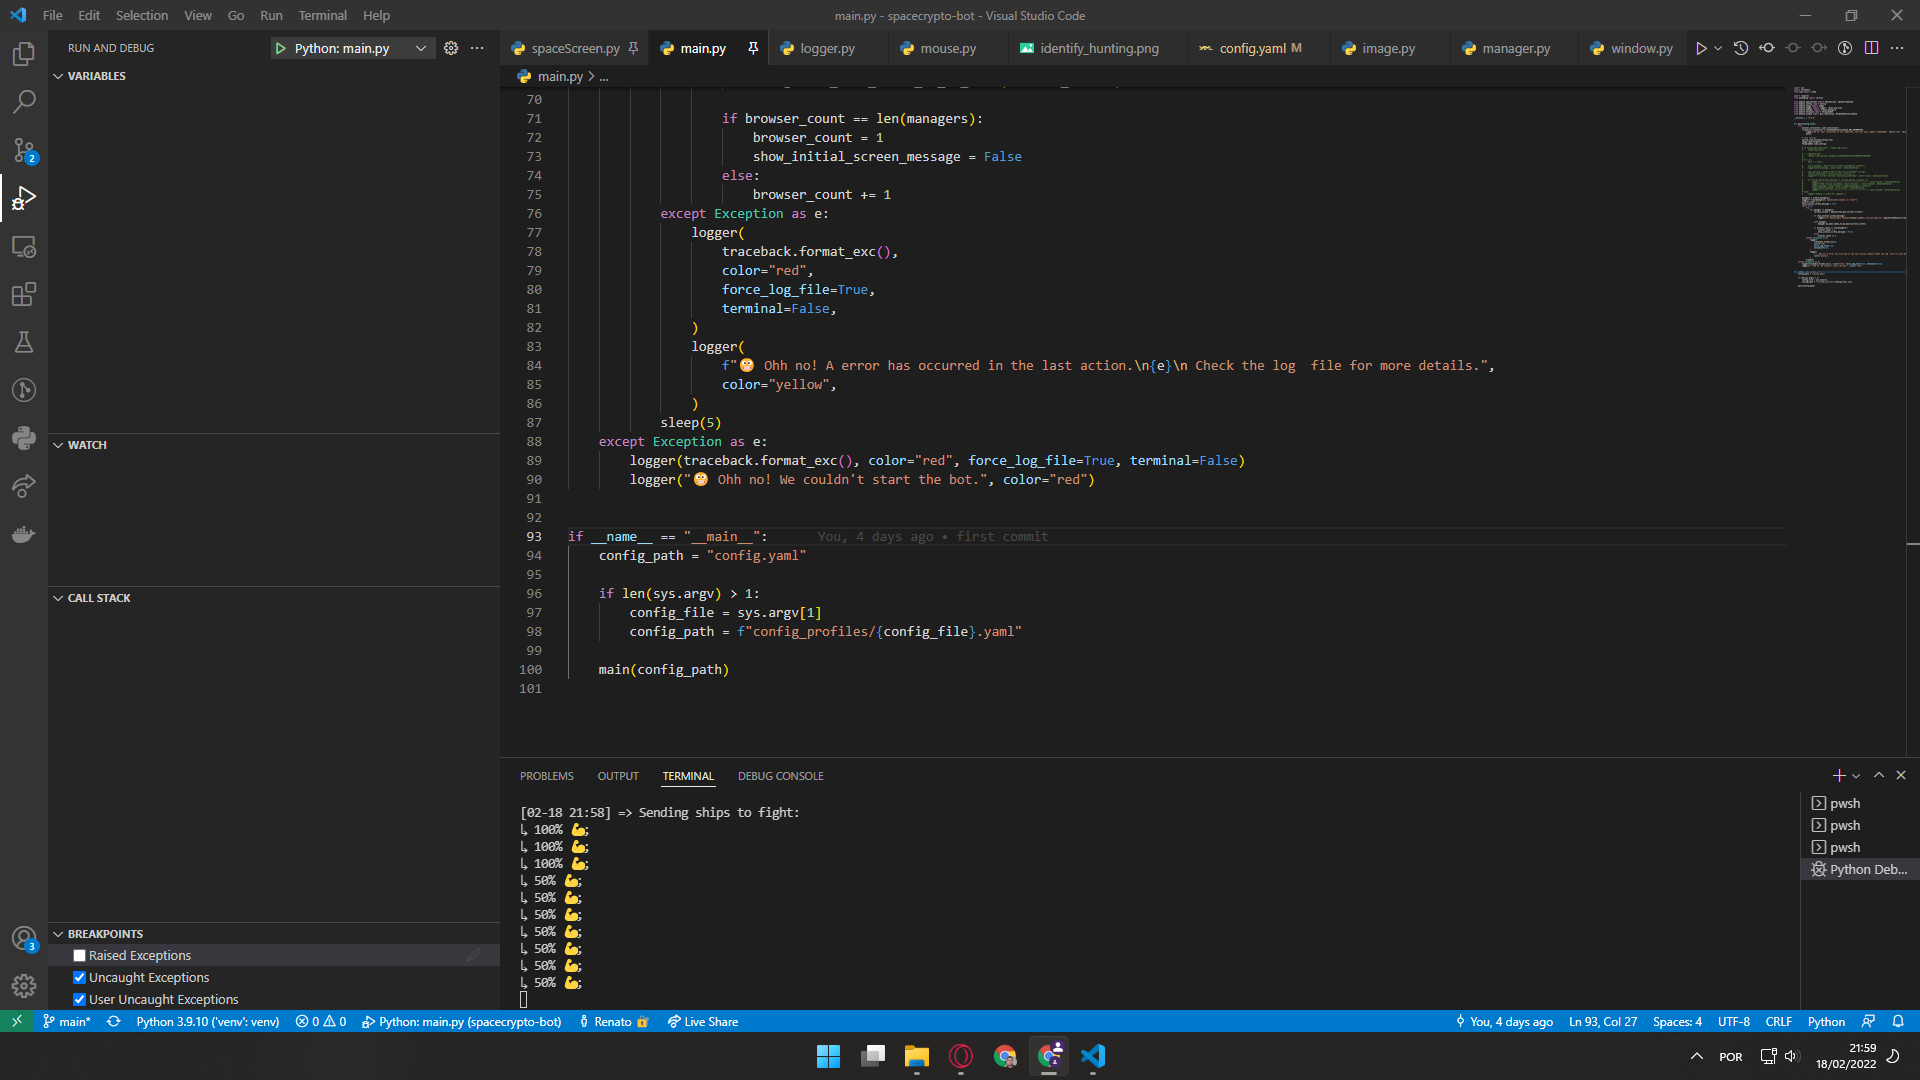 File Edit Selection View Go Run Terminal Help
main.py - spacecrypto-bot - Visual Studio Code
RUN AND DEBUG
Python: main.py
spaceScreen.py
main.py
logger.py
mouse.py
identify_hunting.png
config.yaml M
image.py
manager.py
window.py
main.py > ...
VARIABLES
WATCH
CALL STACK
BREAKPOINTS
Raised Exceptions
Uncaught Exceptions
User Uncaught Exceptions
2
3
70
71 if browser_count == len(managers):
72 browser_count = 1
73 show_initial_screen_message = False
74 else:
75 browser_count += 1
76 except Exception as e:
77 logger(
78 traceback.format_exc(),
79 color="red",
80 force_log_file=True,
81 terminal=False,
82 )
83 logger(
84 f"😲 Ohh no! A error has occurred in the last action.\n{e}\n Check the log  file for more details.",
85 color="yellow",
86 )
87 sleep(5)
88 except Exception as e:
89 logger(traceback.format_exc(), color="red", force_log_file=True, terminal=False)
90 logger("😲 Ohh no! We couldn't start the bot.", color="red")
91
92
93 if __name__ == "__main__": You, 4 days ago • first commit
94 config_path = "config.yaml"
95
96 if len(sys.argv) > 1:
97 config_file = sys.argv[1]
98 config_path = f"config_profiles/{config_file}.yaml"
99
100 main(config_path)
101
PROBLEMS OUTPUT TERMINAL DEBUG CONSOLE
[02-18 21:58] => Sending ships to fight:
↳ 100% 💪;
↳ 100% 💪;
↳ 100% 💪;
↳ 50% 💪;
↳ 50% 💪;
↳ 50% 💪;
↳ 50% 💪;
↳ 50% 💪;
↳ 50% 💪;
↳ 50% 💪;
pwsh
pwsh
pwsh
Python Deb...
main* Python 3.9.10 ('venv': venv) 0 0 Python: main.py (spacecrypto-bot) Renato 🔒 Live Share You, 4 days ago Ln 93, Col 27 Spaces: 4 UTF-8 CRLF Python
POR
21:59
18/02/2022